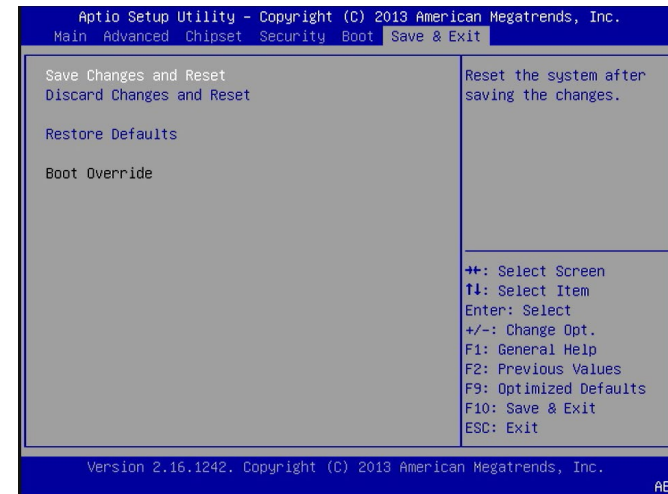 Aptio Setup Utility – Copyright (C) 2013 American Megatrends, Inc.
Main Advanced Chipset Security Boot Save & Exit
Save Changes and Reset
Discard Changes and Reset
Restore Defaults
Boot Override
Reset the system after
saving the changes.
→←: Select Screen
↑↓: Select Item
Enter: Select
+/-: Change Opt.
F1: General Help
F2: Previous Values
F9: Optimized Defaults
F10: Save & Exit
ESC: Exit
Version 2.16.1242. Copyright (C) 2013 American Megatrends, Inc.
AB